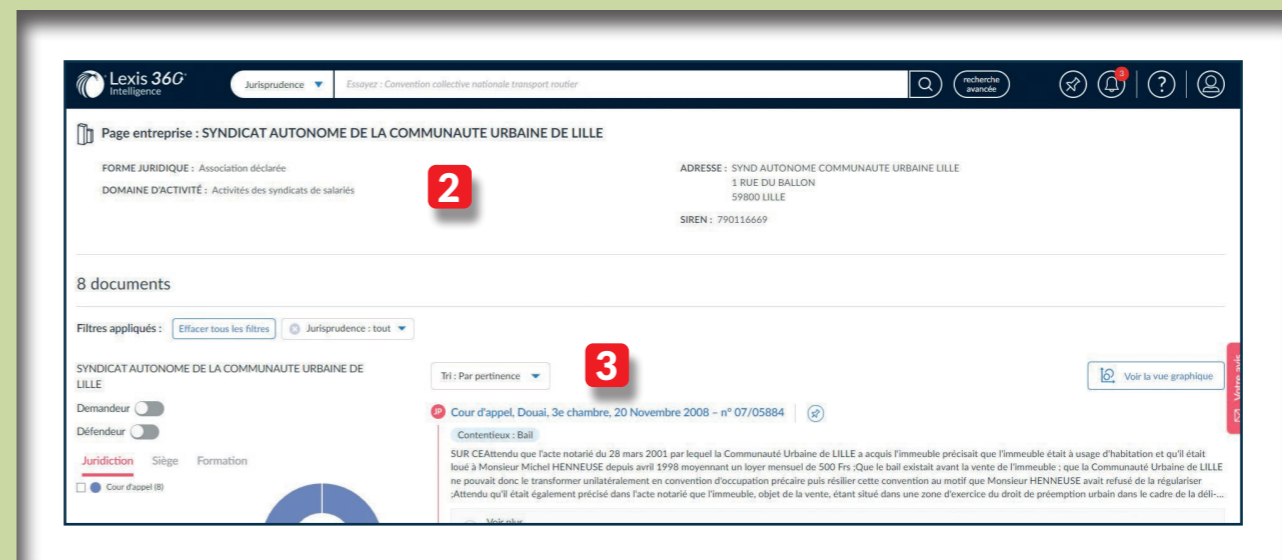 Lexis 360
Intelligence
Jurisprudence
Essayez : Convention collective nationale transport routier
recherche
avancée
3
?
Page entreprise : SYNDICAT AUTONOME DE LA COMMUNAUTE URBAINE DE LILLE
FORME JURIDIQUE : Association déclarée
DOMAINE D'ACTIVITÉ : Activités des syndicats de salariés
2
ADRESSE : SYND AUTONOME COMMUNAUTE URBAINE LILLE
1 RUE DU BALLON
59800 LILLE
SIREN : 790116669
8 documents
Filtres appliqués :
Effacer tous les filtres
Jurisprudence : tout
SYNDICAT AUTONOME DE LA COMMUNAUTE URBAINE DE
LILLE
Demandeur
Défendeur
Juridiction Siège Formation
Cour d'appel (8)
Tri : Par pertinence
3
Voir la vue graphique
Votre avis
JP Cour d'appel, Douai, 3e chambre, 20 Novembre 2008 – n° 07/05884
Contentieux : Bail
SUR CEAttendu que l'acte notarié du 28 mars 2001 par lequel la Communauté Urbaine de LILLE a acquis l'immeuble précisait que l'immeuble était à usage d'habitation et qu'il était
loué à Monsieur Michel HENNEUSE depuis avril 1998 moyennant un loyer mensuel de 500 Frs ;Que le bail existait avant la vente de l'immeuble ; que la Communauté Urbaine de LILLE
ne pouvait donc le transformer unilatéralement en convention d'occupation précaire puis résilier cette convention au motif que Monsieur HENNEUSE avait refusé de la régulariser
;Attendu qu'il était également précisé dans l'acte notarié que l'immeuble, objet de la vente, étant situé dans une zone d'exercice du droit de préemption urbain dans le cadre de la déli-...
Voir plus